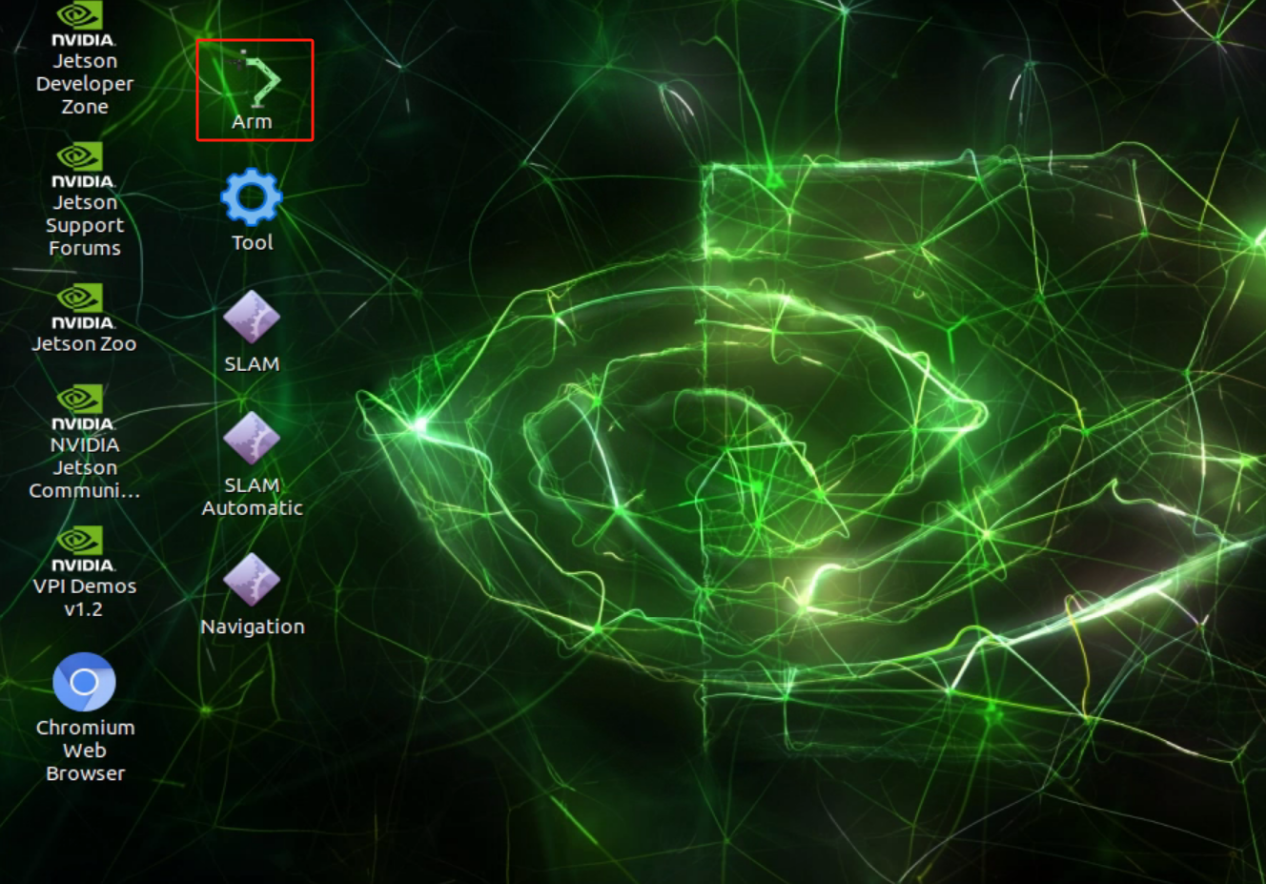 NVIDIA.
Jetson
Developer
Zone
NVIDIA.
Jetson
Support
Forums
NVIDIA.
Jetson Zoo
NVIDIA.
NVIDIA
Jetson
Communi...
NVIDIA.
VPI Demos
v1.2
Chromium
Web
Browser
Arm
Tool
SLAM
SLAM
Automatic
Navigation